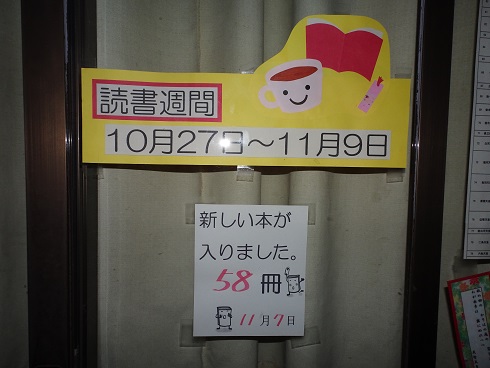 読書週間
10月27日～11月9日
新しい本が
入りました。
58冊
11月7日